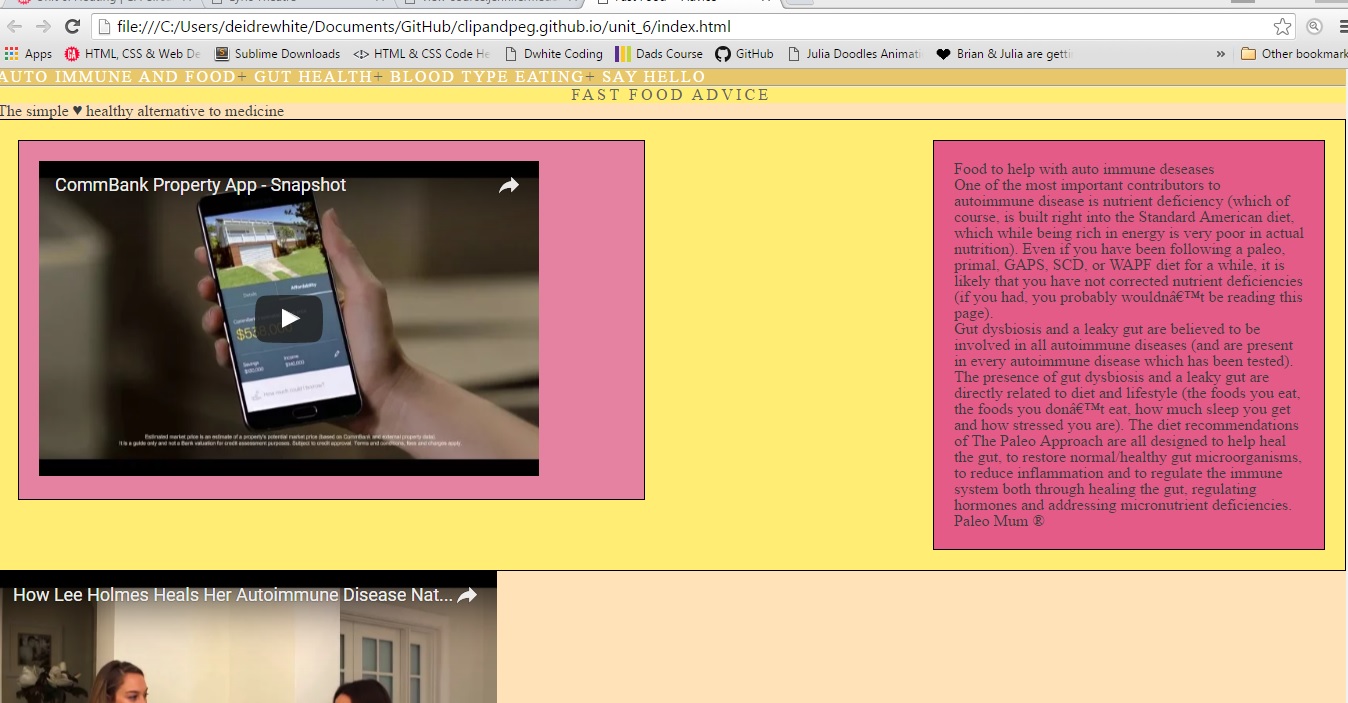 file:///C:/Users/deidrewhite/Documents/GitHub/clipandpeg.github.io/unit_6/index.html
Apps HTML, CSS & Web De Sublime Downloads HTML & CSS Code He Dwhite Coding Dads Course GitHub Julia Doodles Animati Brian & Julia are getti » Other bookmark
AUTO IMMUNE AND FOOD+ GUT HEALTH+ BLOOD TYPE EATING+ SAY HELLO
FAST FOOD ADVICE
The simple ♥ healthy alternative to medicine
CommBank Property App - Snapshot
Details Affordability
Savings Income
Estimated market price is an estimate of a property's potential market price (based on CommBank and external property data).
It is a guide only and not a Bank valuation for credit assessment purposes. Subject to credit approval. Terms and conditions, fees and charges apply.
Food to help with auto immune deseases
One of the most important contributors to
autoimmune disease is nutrient deficiency (which of
course, is built right into the Standard American diet,
which while being rich in energy is very poor in actual
nutrition). Even if you have been following a paleo,
primal, GAPS, SCD, or WAPF diet for a while, it is
likely that you have not corrected nutrient deficiencies
(if you had, you probably wouldnâ€™t be reading this
page).
Gut dysbiosis and a leaky gut are believed to be
involved in all autoimmune diseases (and are present
in every autoimmune disease which has been tested).
The presence of gut dysbiosis and a leaky gut are
directly related to diet and lifestyle (the foods you eat,
the foods you donâ€™t eat, how much sleep you get
and how stressed you are). The diet recommendations
of The Paleo Approach are all designed to help heal
the gut, to restore normal/healthy gut microorganisms,
to reduce inflammation and to regulate the immune
system both through healing the gut, regulating
hormones and addressing micronutrient deficiencies.
Paleo Mum ®
How Lee Holmes Heals Her Autoimmune Disease Nat...